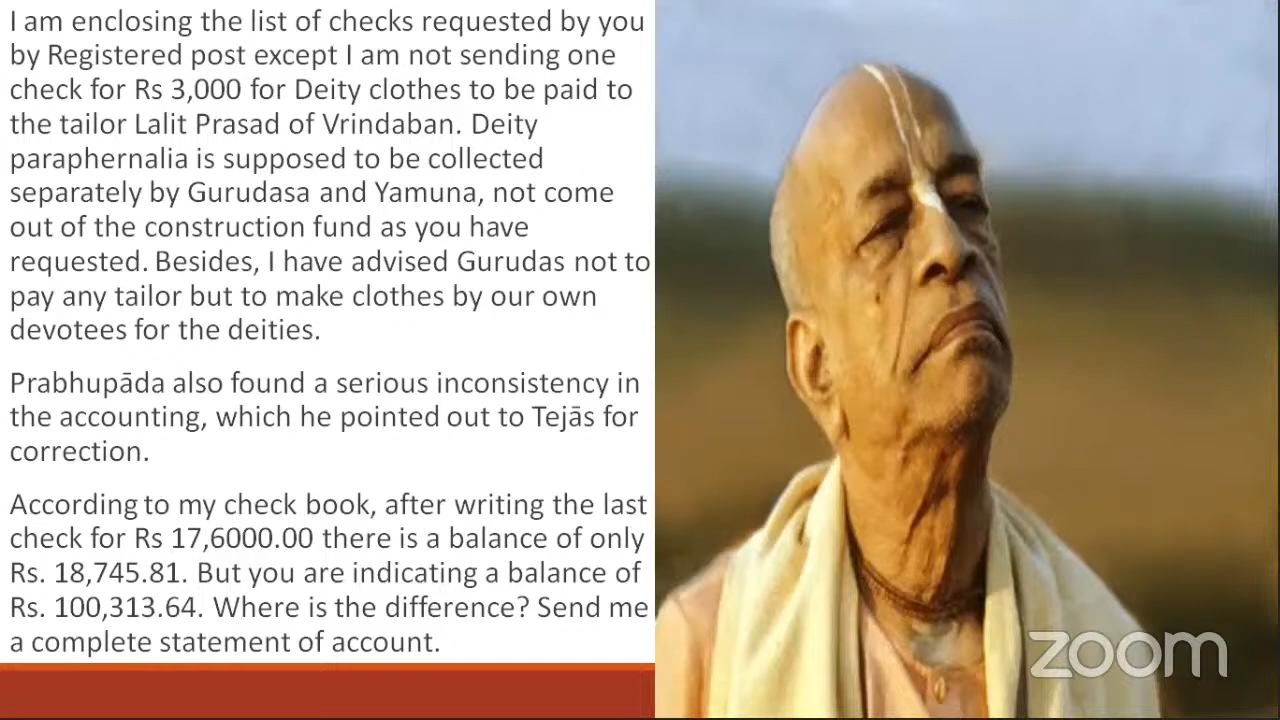 I am enclosing the list of checks requested by you
by Registered post except I am not sending one
check for Rs 3,000 for Deity clothes to be paid to
the tailor Lalit Prasad of Vrindaban. Deity
paraphernalia is supposed to be collected
separately by Gurudasa and Yamuna, not come
out of the construction fund as you have
requested. Besides, I have advised Gurudas not to
pay any tailor but to make clothes by our own
devotees for the deities.
Prabhupāda also found a serious inconsistency in
the accounting, which he pointed out to Tejās for
correction.
According to my check book, after writing the last
check for Rs 17,6000.00 there is a balance of only
Rs. 18,745.81. But you are indicating a balance of
Rs. 100,313.64. Where is the difference? Send me
a complete statement of account.
zoom